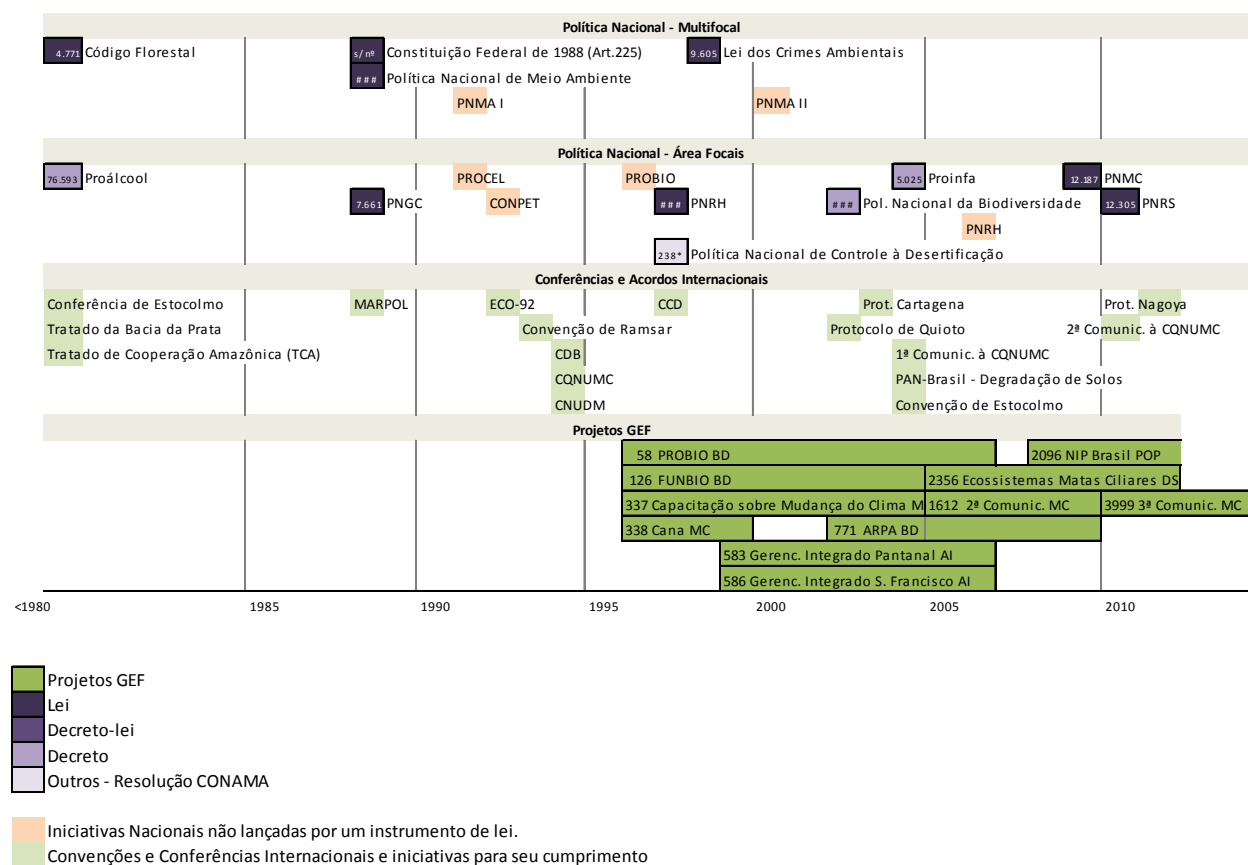 Política Nacional - Multifocal
4.771 Código Florestal s/nº Constituição Federal de 1988 (Art.225) 9.605 Lei dos Crimes Ambientais
### Política Nacional de Meio Ambiente
PNMA I PNMA II
Política Nacional - Área Focais
76.593 Proálcool PROCEL PROBIO 5.025 Proinfa 12.187 PNMC
7.661 PNGC CONPET ### PNRH ### Pol. Nacional da Biodiversidade 12.305 PNRS
PNRH
238* Política Nacional de Controle à Desertificação
Conferências e Acordos Internacionais
Conferência de Estocolmo MARPOL ECO-92 CCD Prot. Cartagena Prot. Nagoya
Tratado da Bacia da Prata Convenção de Ramsar Protocolo de Quioto 2ª Comunic. à CQNUMC
Tratado de Cooperação Amazônica (TCA) CDB 1ª Comunic. à CQNUMC
CQNUMC PAN-Brasil - Degradação de Solos
CNUDM Convenção de Estocolmo
Projetos GEF
58 PROBIO BD 2096 NIP Brasil POP
126 FUNBIO BD 2356 Ecossistemas Matas Ciliares DS
337 Capacitação sobre Mudança do Clima M 1612 2ª Comunic. MC 3999 3ª Comunic. MC
338 Cana MC 771 ARPA BD
583 Gerenc. Integrado Pantanal AI
586 Gerenc. Integrado S. Francisco AI
<1980 1985 1990 1995 2000 2005 2010
Projetos GEF
Lei
Decreto-lei
Decreto
Outros - Resolução CONAMA
Iniciativas Nacionais não lançadas por um instrumento de lei.
Convenções e Conferências Internacionais e iniciativas para seu cumprimento